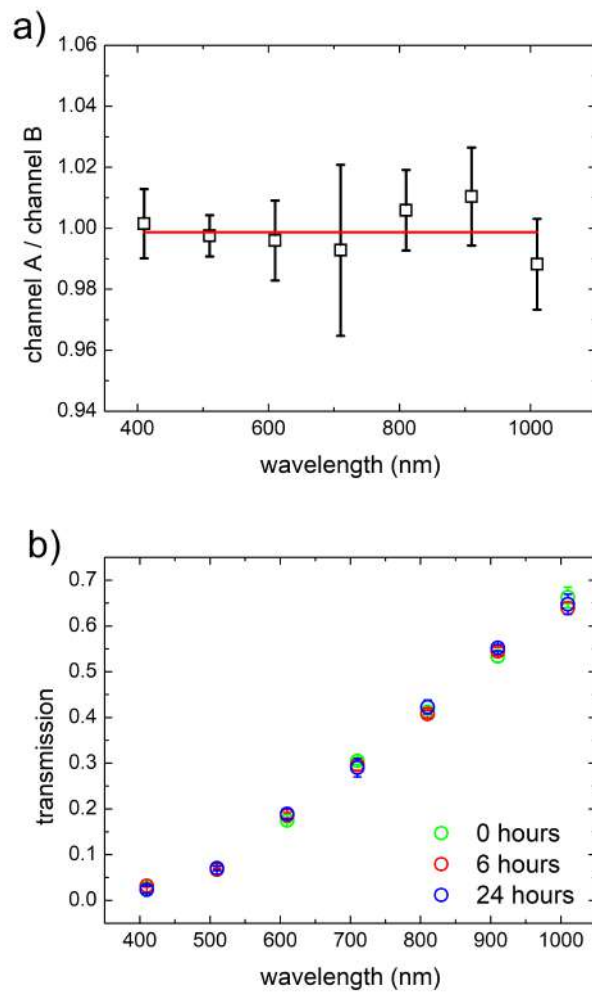 a)
1.06
1.04
1.02
1.00
0.98
0.96
0.94
channel A / channel B
400
600
800
1000
wavelength (nm)
b)
0.7
0.6
0.5
0.4
0.3
0.2
0.1
0.0
transmission
0 hours
6 hours
24 hours
400
500
600
700
800
900
1000
wavelength (nm)